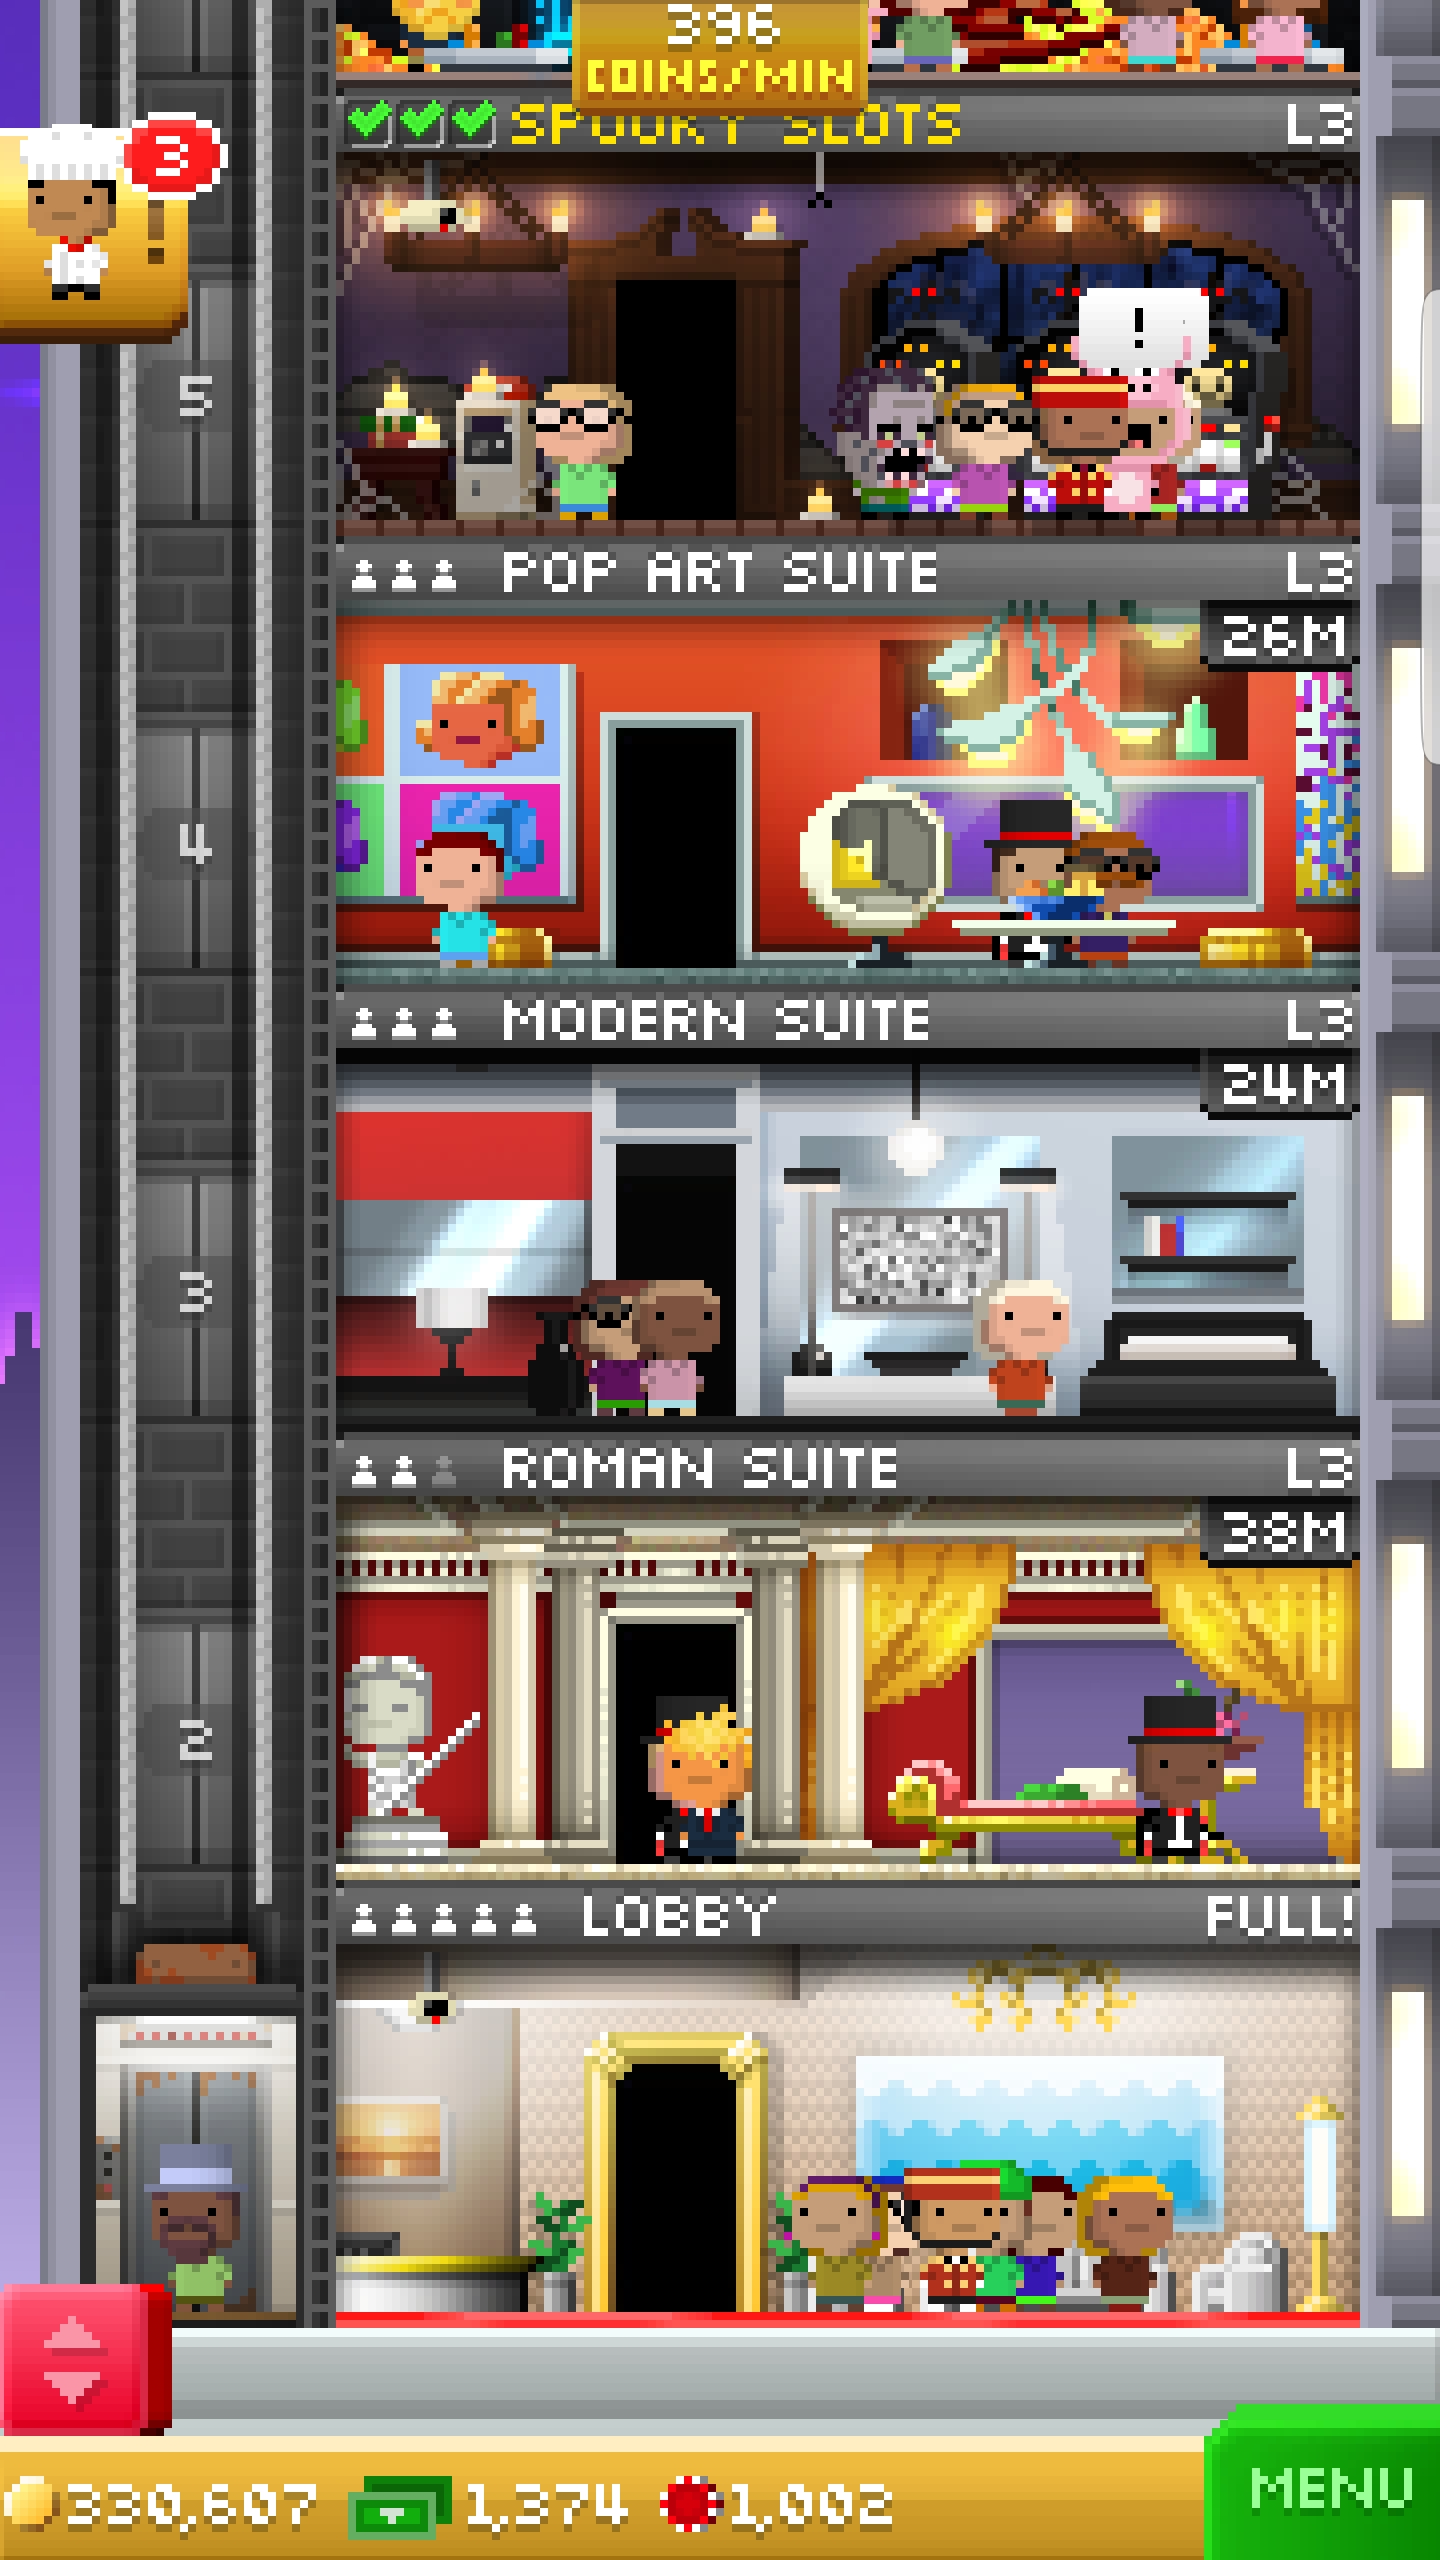 396
COINS/MIN
SPOOKY SLOTS L3
3
!
!
5
POP ART SUITE L3
26M
4
MODERN SUITE L3
24M
3
ROMAN SUITE L3
38M
2
LOBBY FULL!
330,607 1,374 1,002
MENU